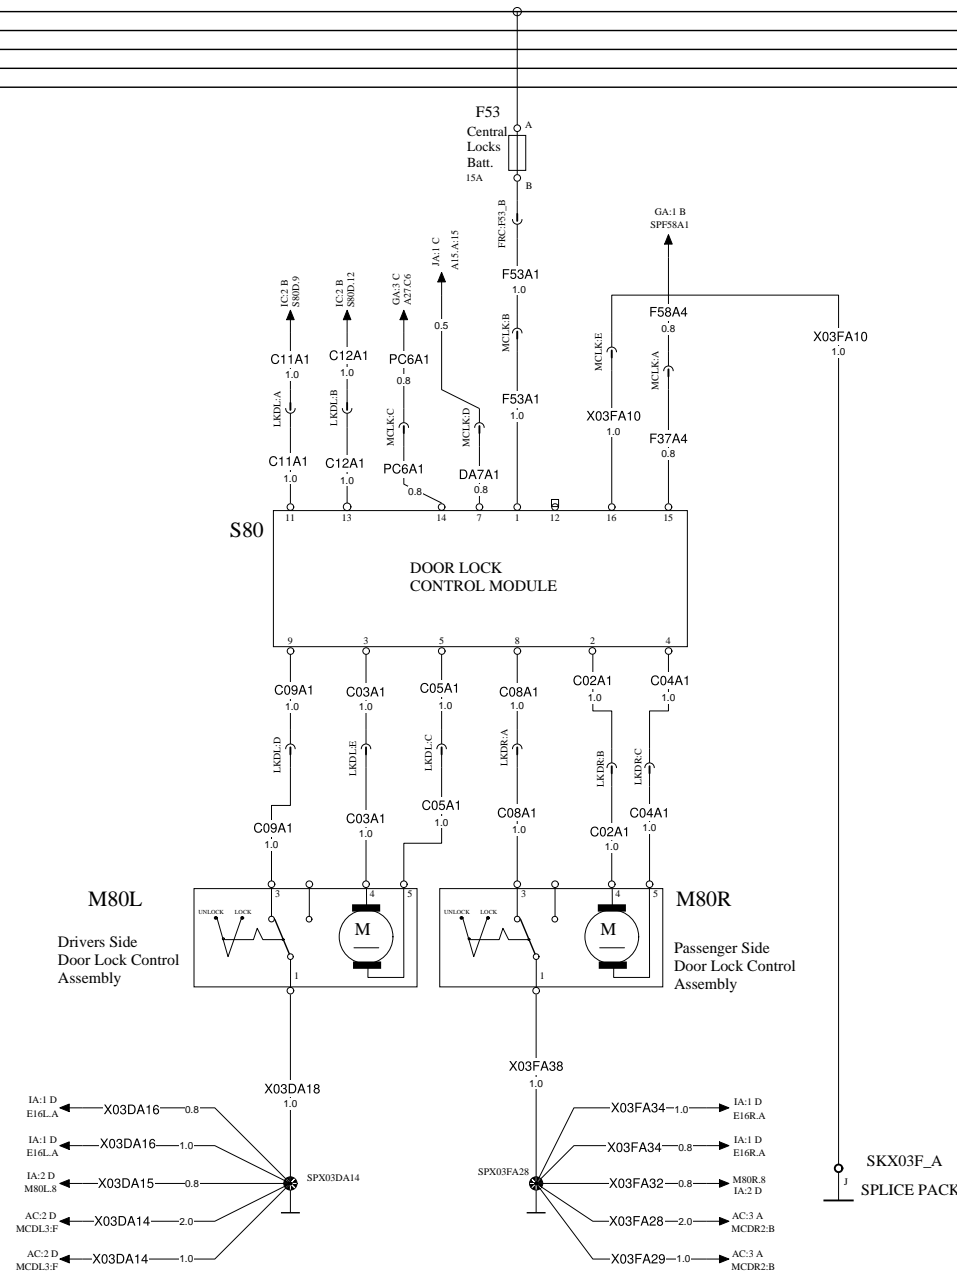 F53
A
Central
Locks
Batt.
15A
B
FRC:F53_B
GA:1 B
SPF58A1
JA:1 C
A15.A:15
IC:2 B
S80D.9
IC:2 B
S80D.12
GA:3 C
A27.C6
F53A1
1.0
0.5
F58A4
0.8
X03FA10
1.0
C11A1
1.0
C12A1
1.0
PC6A1
0.8
MCLK:B
MCLK:E
MCLK:A
LKDL:A
LKDL:B
MCLK:C
MCLK:D
F53A1
1.0
X03FA10
1.0
F37A4
0.8
C11A1
1.0
C12A1
1.0
PC6A1
0.8
DA7A1
0.8
11
13
14
7
1
12
16
15
S80
DOOR LOCK
CONTROL MODULE
9
3
5
8
2
4
C09A1
1.0
C03A1
1.0
C05A1
1.0
C08A1
1.0
C02A1
1.0
C04A1
1.0
LKDL:D
LKDL:E
LKDL:C
LKDR:A
LKDR:B
LKDR:C
C09A1
1.0
C03A1
1.0
C05A1
1.0
C08A1
1.0
C02A1
1.0
C04A1
1.0
M80L
3
4
5
UNLOCK
LOCK
M
1
Drivers Side
Door Lock Control
Assembly
3
4
5
UNLOCK
LOCK
M
1
M80R
Passenger Side
Door Lock Control
Assembly
X03DA18
1.0
X03FA38
1.0
IA:1 D
E16L.A
X03DA16
0.8
IA:1 D
E16L.A
X03DA16
1.0
IA:2 D
M80L.8
X03DA15
0.8
AC:2 D
MCDL3:F
X03DA14
2.0
AC:2 D
MCDL3:F
X03DA14
1.0
SPX03DA14
SPX03FA28
X03FA34
1.0
IA:1 D
E16R.A
X03FA34
0.8
IA:1 D
E16R.A
X03FA32
0.8
M80R.8
IA:2 D
X03FA28
2.0
AC:3 A
MCDR2:B
X03FA29
1.0
AC:3 A
MCDR2:B
SKX03F_A
J
SPLICE PACK